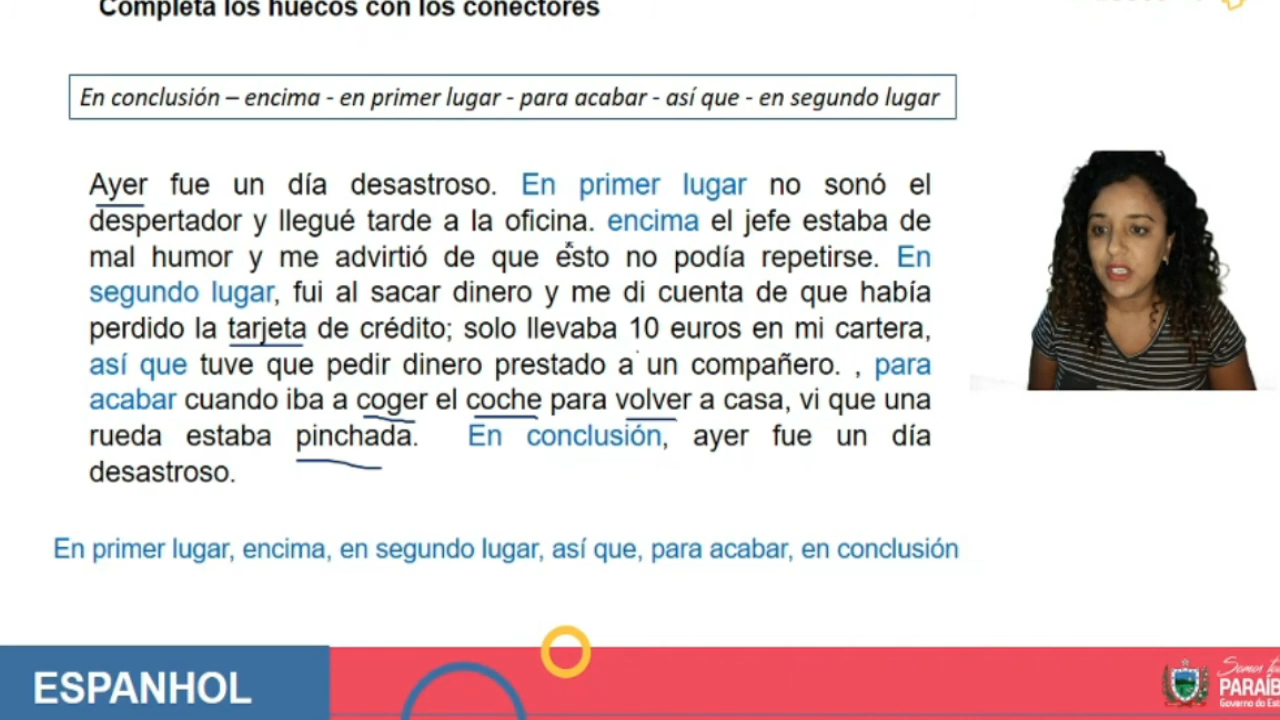 Completa los huecos con los conectores
En conclusión – encima - en primer lugar - para acabar - así que - en segundo lugar
Ayer fue un día desastroso. En primer lugar no sonó el
despertador y llegué tarde a la oficina. encima el jefe estaba de
mal humor y me advirtió de que esto no podía repetirse. En
segundo lugar, fui al sacar dinero y me di cuenta de que había
perdido la tarjeta de crédito; solo llevaba 10 euros en mi cartera,
así que tuve que pedir dinero prestado a un compañero. , para
acabar cuando iba a coger el coche para volver a casa, vi que una
rueda estaba pinchada. En conclusión, ayer fue un día
desastroso.
En primer lugar, encima, en segundo lugar, así que, para acabar, en conclusión
ESPANHOL
Somos
PARAÍB
Governo do Est